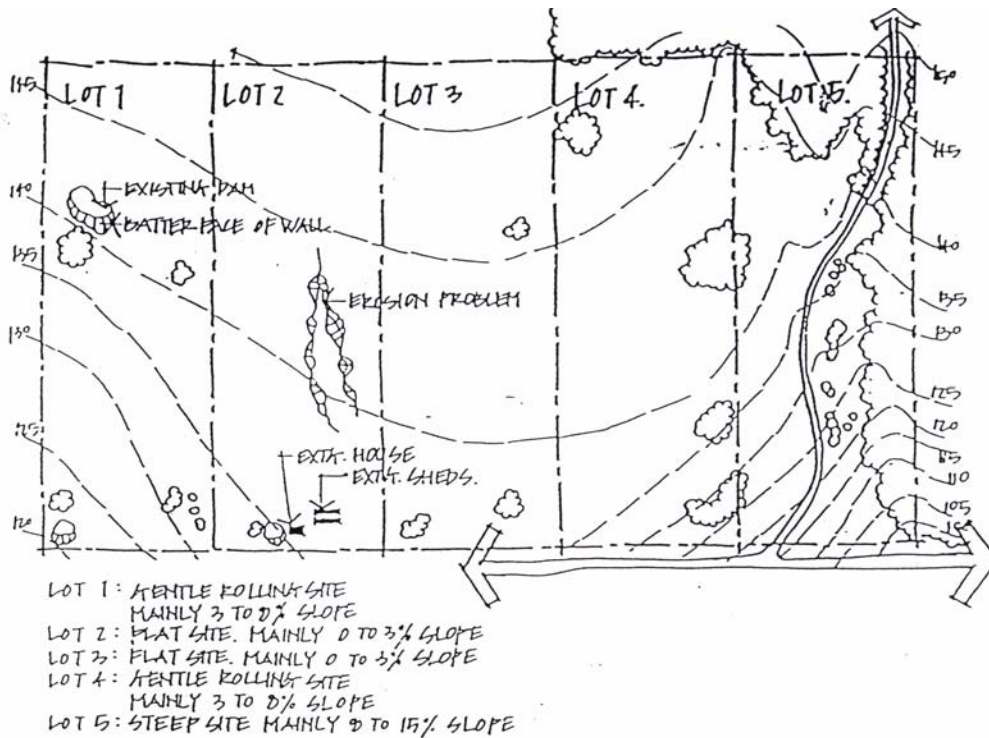 LOT 1
LOT 2
LOT 3
LOT 4.
LOT 5.
150
145
145
140
EXISTING DAM
BATTER FACE OF WALL
140
135
EROSION PROBLEM
135
130
130
125
125
120
EXT'G. HOUSE
115
EXT'G. SHEDS.
110
105
120
LOT 1: GENTLE ROLLING SITE
MAINLY 3 TO 8% SLOPE
LOT 2: FLAT SITE. MAINLY 0 TO 3% SLOPE
LOT 3: FLAT SITE. MAINLY 0 TO 3% SLOPE
LOT 4: GENTLE ROLLING SITE
MAINLY 3 TO 8% SLOPE
LOT 5: STEEP SITE MAINLY 8 TO 15% SLOPE